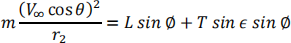 m (V∞ cos θ)² / r₂ = L sin Ø + T sin ϵ sin Ø